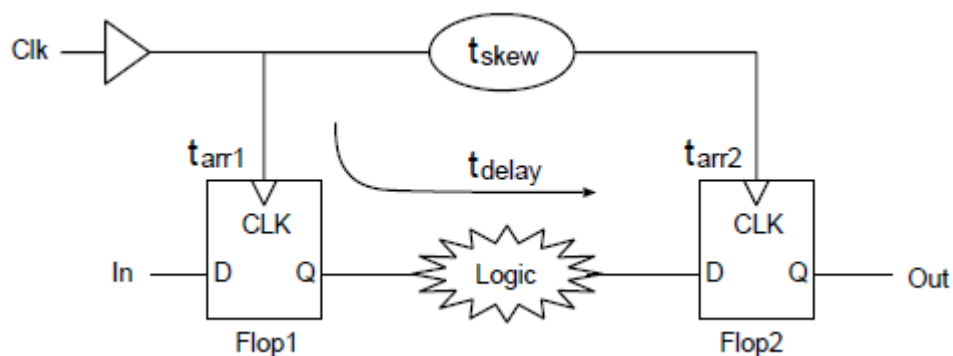 Clk
tskew
tarr1
tdelay
tarr2
CLK
CLK
In
D
Q
Logic
D
Q
Out
Flop1
Flop2